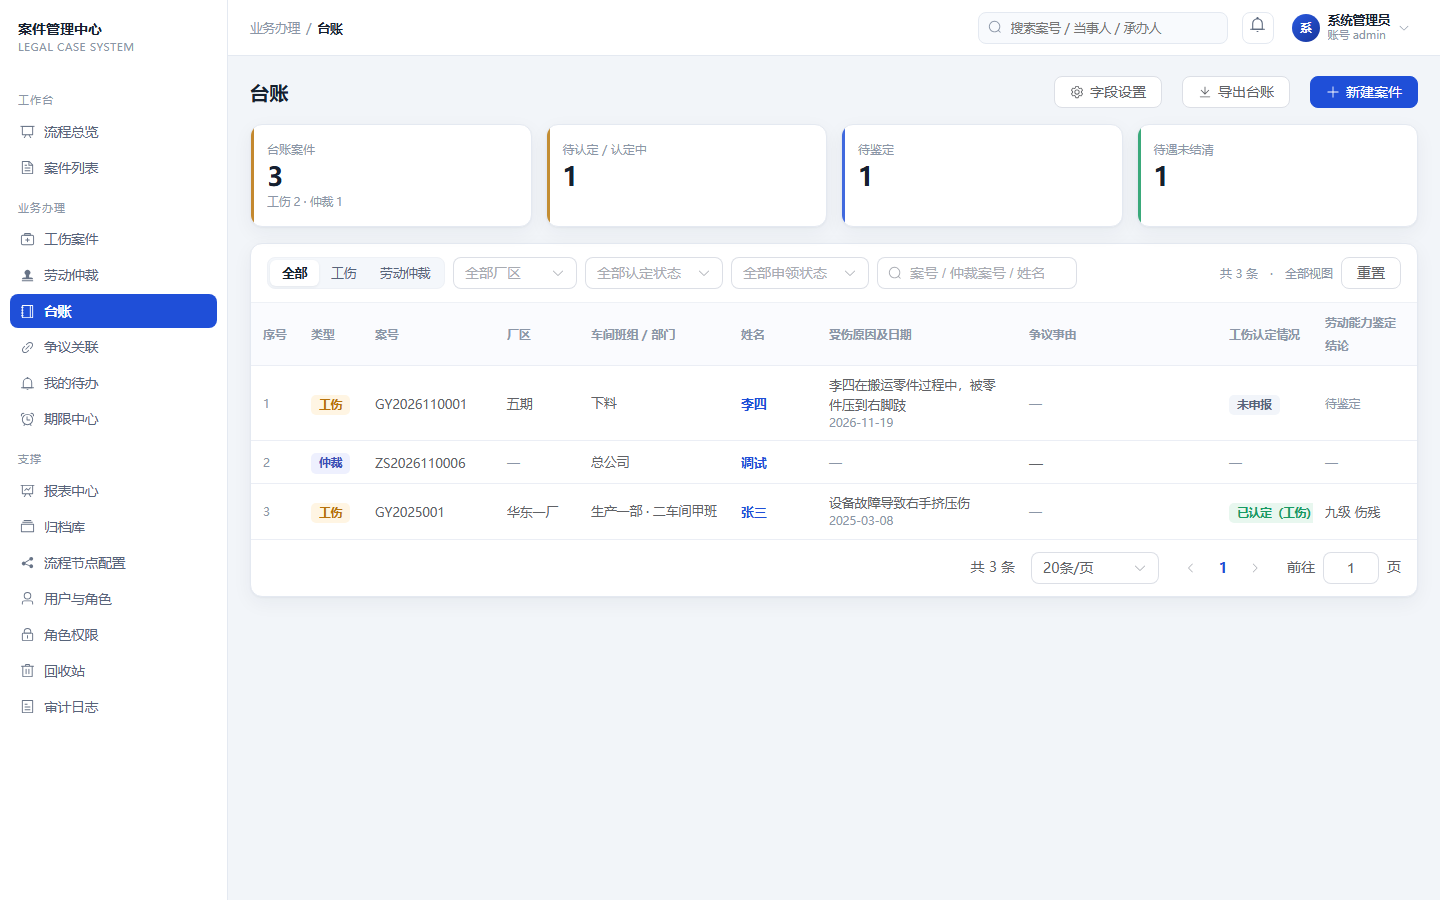 案件管理中心
LEGAL CASE SYSTEM
工作台
流程总览
案件列表
业务办理
工伤案件
劳动仲裁
台账
争议关联
我的待办
期限中心
支撑
报表中心
归档库
流程节点配置
用户与角色
角色权限
回收站
审计日志
业务办理 / 台账
搜索案号 / 当事人 / 承办人
系
系统管理员
账号 admin
台账
字段设置
导出台账
新建案件
台账案件
3
工伤 2 · 仲裁 1
待认定 / 认定中
1
待鉴定
1
待遇未结清
1
全部 工伤 劳动仲裁 全部厂区 全部认定状态 全部申领状态 案号 / 仲裁案号 / 姓名 共 3 条 · 全部视图 重置
序号 类型 案号 厂区 车间班组 / 部门 姓名 受伤原因及日期 争议事由 工伤认定情况 劳动能力鉴定
结论
1 工伤 GY2026110001 五期 下料 李四 李四在搬运零件过程中，被零
件压到右脚跂
2026-11-19
— 未申报 待鉴定
2 仲裁 ZS2026110006 — 总公司 调试 — — — —
3 工伤 GY2025001 华东一厂 生产一部 · 二车间甲班 张三 设备故障导致右手挤压伤
2025-03-08
— 已认定（工伤） 九级 伤残
共 3 条 20条/页 1 前往 1 页